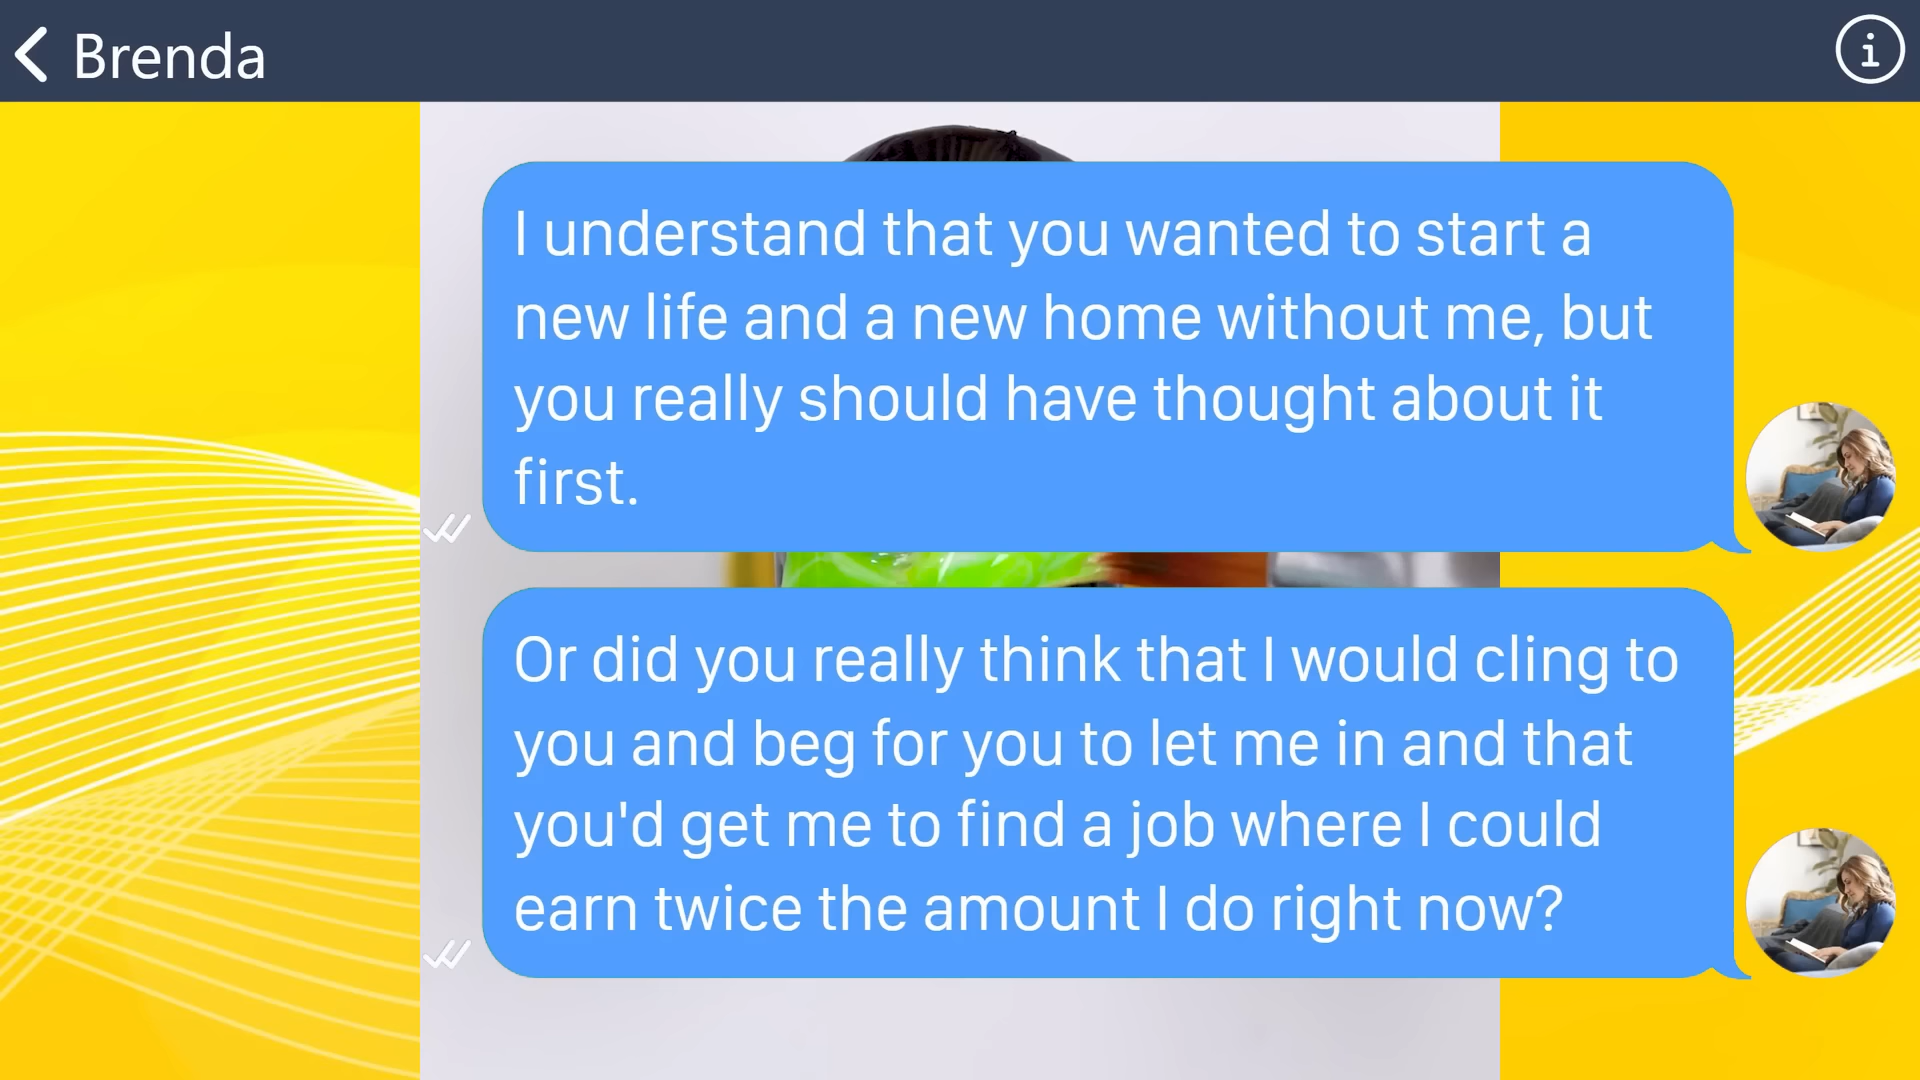 Brenda
i
I understand that you wanted to start a
new life and a new home without me, but
you really should have thought about it
first.
Or did you really think that I would cling to
you and beg for you to let me in and that
you'd get me to find a job where I could
earn twice the amount I do right now?